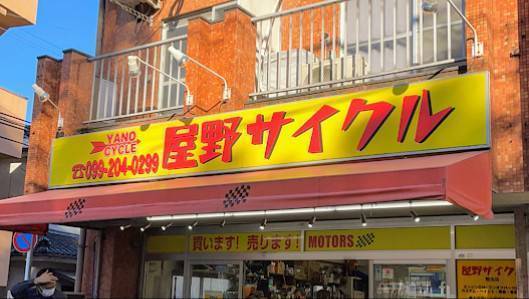 YANO
CYCLE
屋野サイクル
☎099-204-0299
買います! 売ります! MOTORS
屋野サイクル